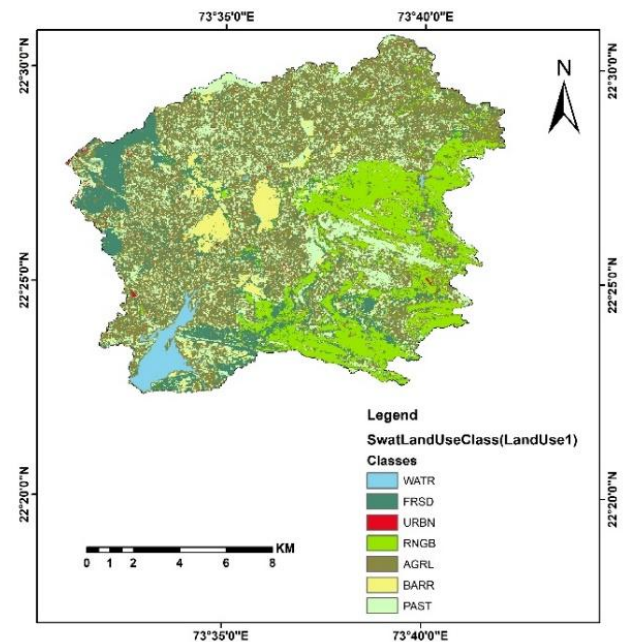 73°35'0"E 73°40'0"E
22°30'0"N 22°30'0"N
N
22°25'0"N 22°25'0"N
Legend
SwatLandUseClass(LandUse1)
Classes
WATR
FRSD
URBN
RNGB
AGRL
BARR
PAST
22°20'0"N 22°20'0"N
KM
0 1 2 4 6 8
73°35'0"E 73°40'0"E